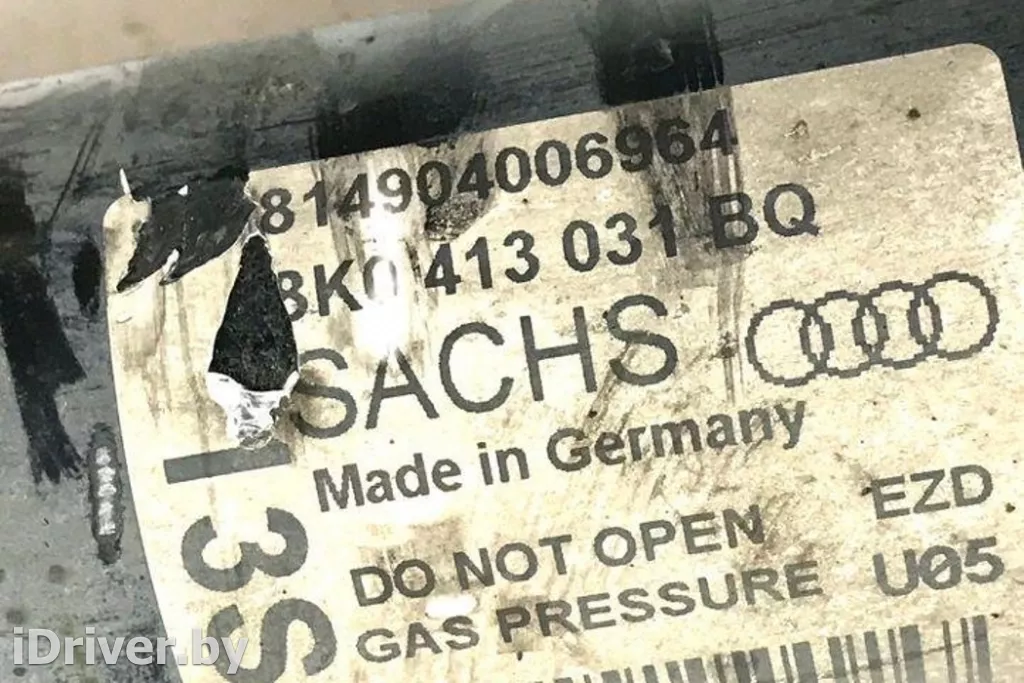 814904006964
8K0 413 031 BQ
SACHS
Made in Germany
EZD
DO NOT OPEN
U05
GAS PRESSURE
iDriver.by